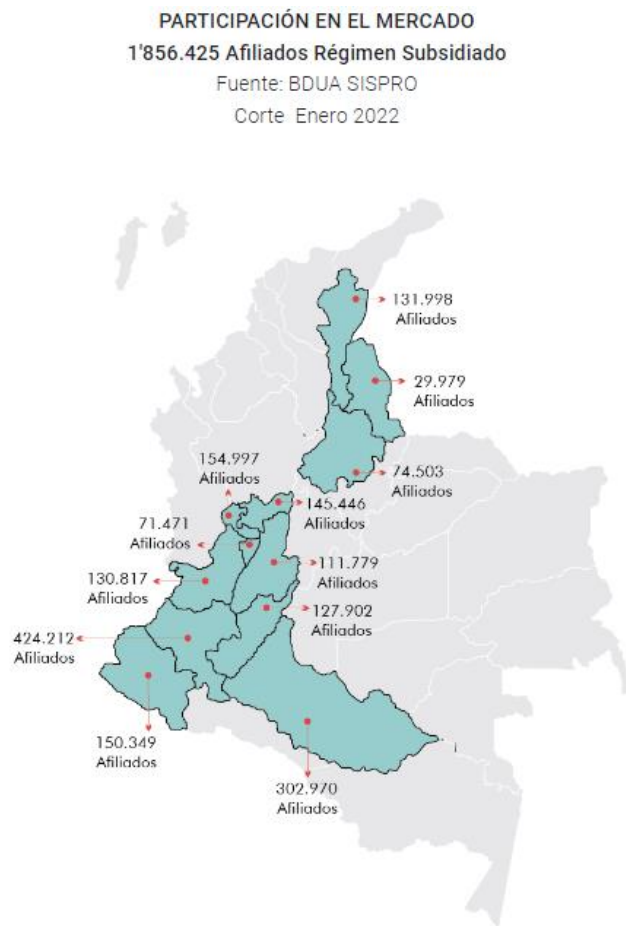 PARTICIPACIÓN EN EL MERCADO
1'856.425 Afiliados Régimen Subsidiado
Fuente: BDUA SISPRO
Corte Enero 2022
131.998
Afiliados
29.979
Afiliados
154.997
Afiliados
74.503
Afiliados
145.446
Afiliados
71.471
Afiliados
111.779
Afiliados
130.817
Afiliados
127.902
Afiliados
424.212
Afiliados
150.349
Afiliados
302.970
Afiliados